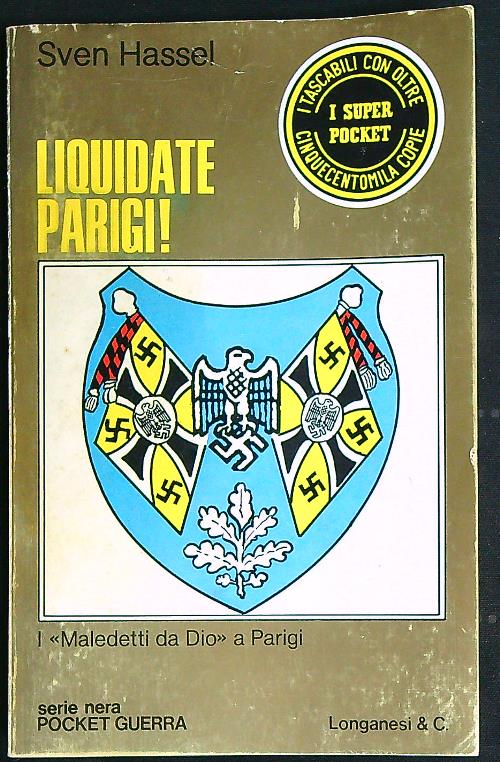 Sven Hassel
I TASCABILI CON OLTRE
I SUPER
POCKET
CINQUECENTOMILA COPIE
LIQUIDATE
PARIGI!
I «Maledetti da Dio» a Parigi
serie nera
POCKET GUERRA
Longanesi & C.